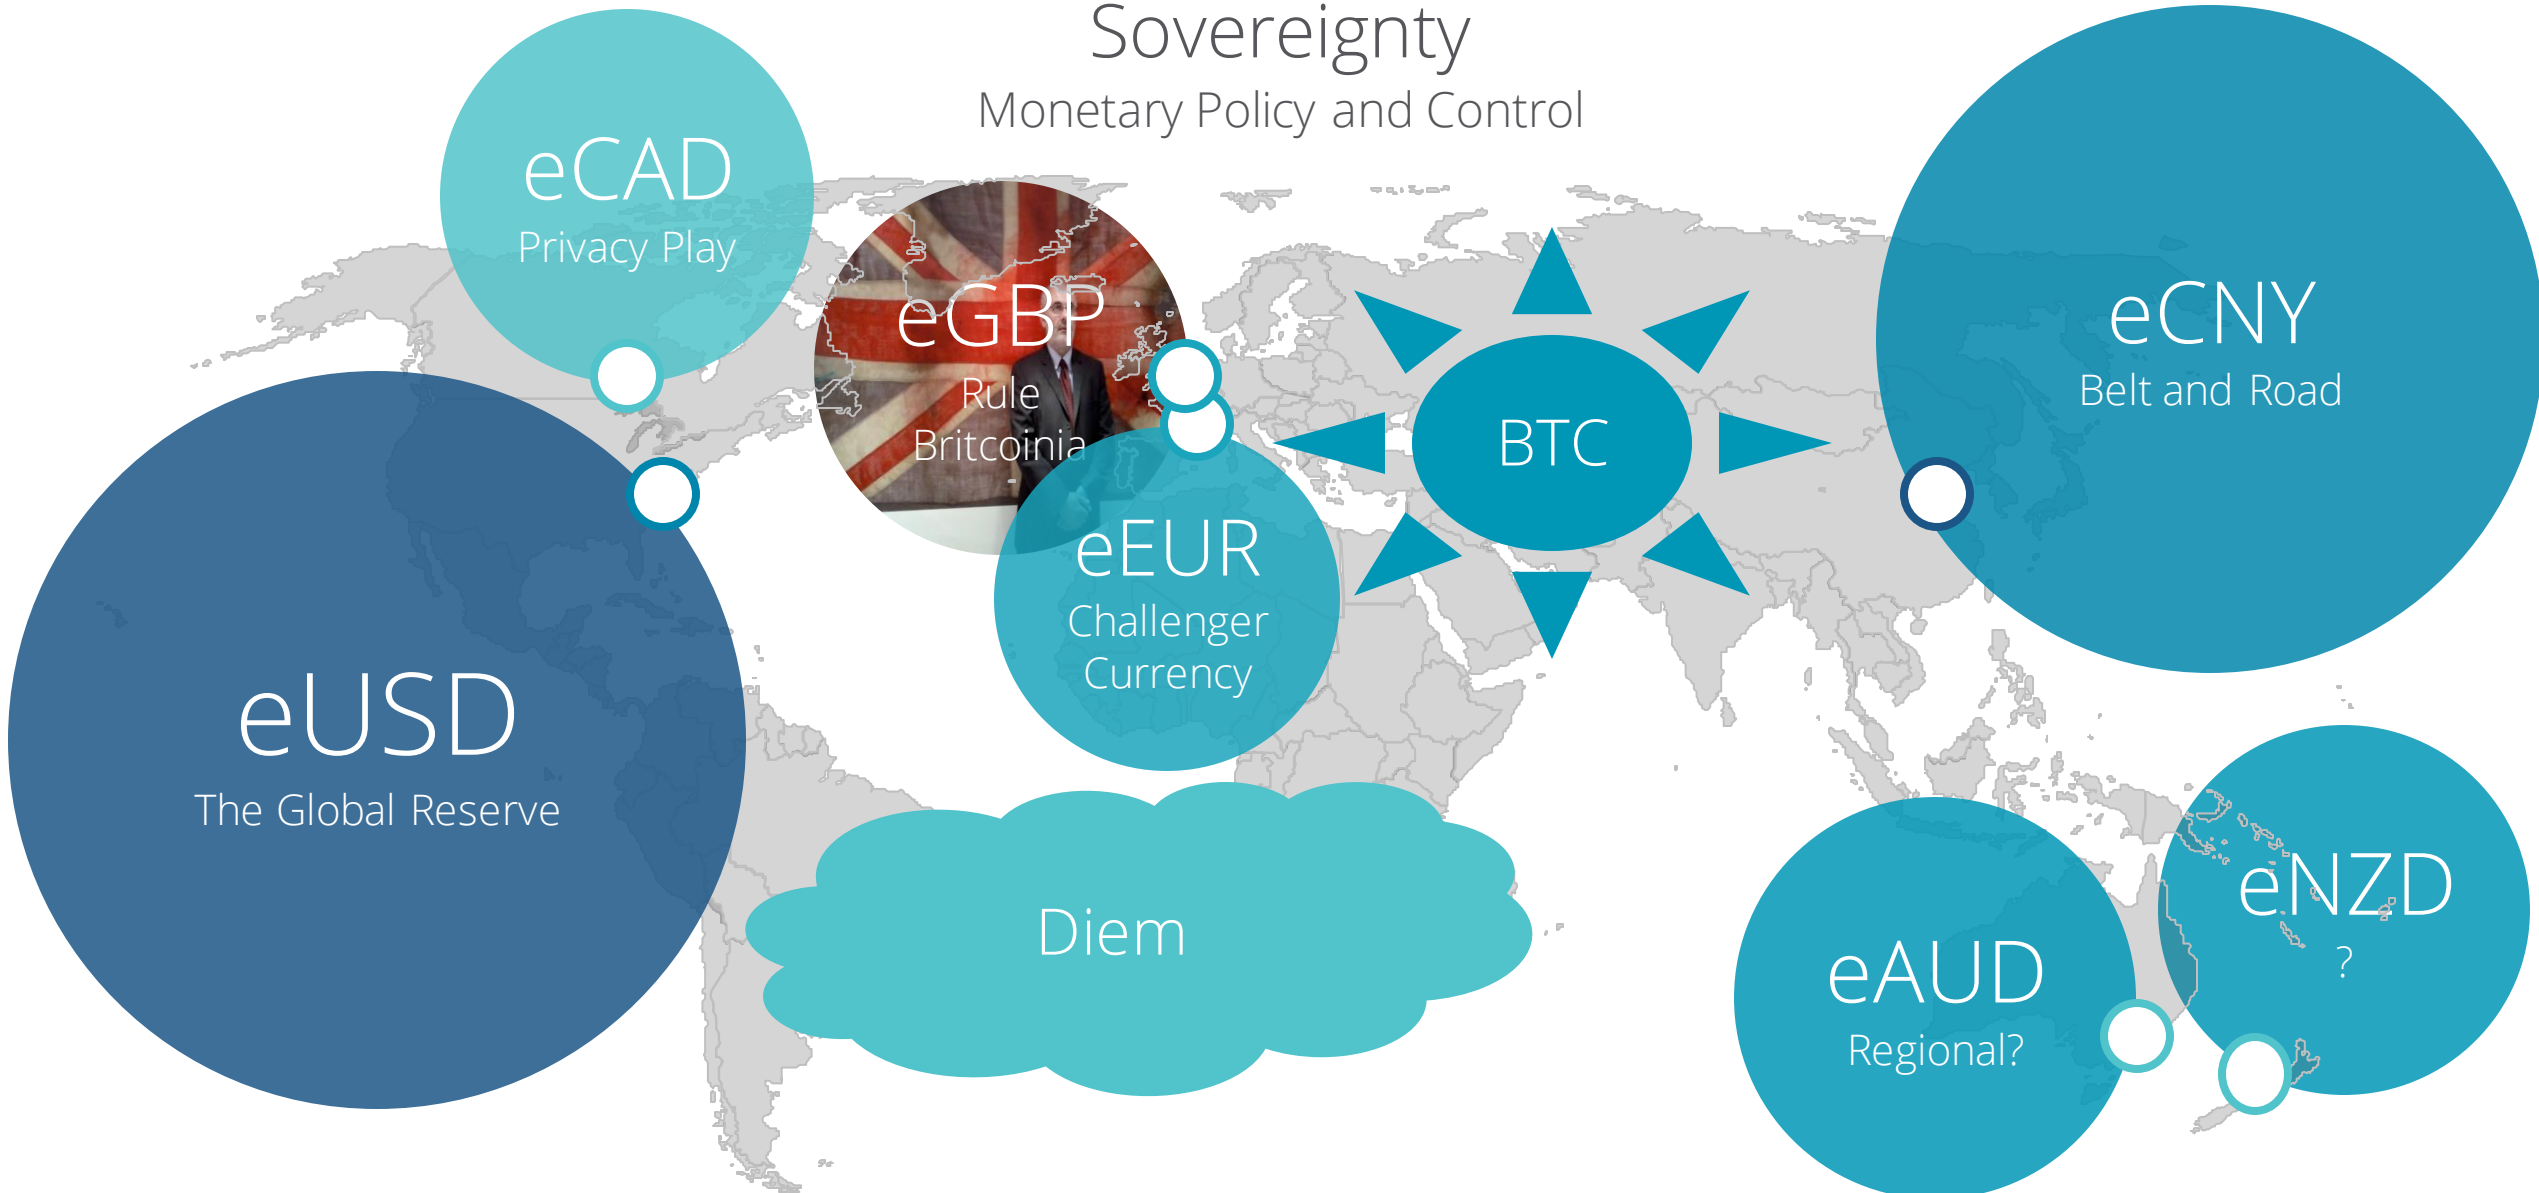 Sovereignty
Monetary Policy and Control
eCAD
Privacy Play
eGBP
Rule
Britcoinia
eCNY
Belt and Road
BTC
eEUR
Challenger
Currency
eUSD
The Global Reserve
Diem
eNZD
?
eAUD
Regional?